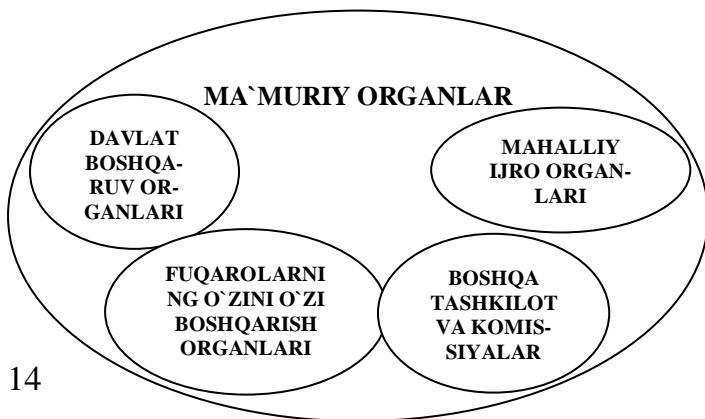 MA`MURIY ORGANLAR
DAVLAT
BOSHQA-
RUV OR-
GANLARI
MAHALLIY
IJRO ORGAN-
LARI
FUQAROLARNI
NG O`ZINI O`ZI
BOSHQARISH
ORGANLARI
BOSHQA
TASHKILOT
VA KOMIS-
SIYALAR
14